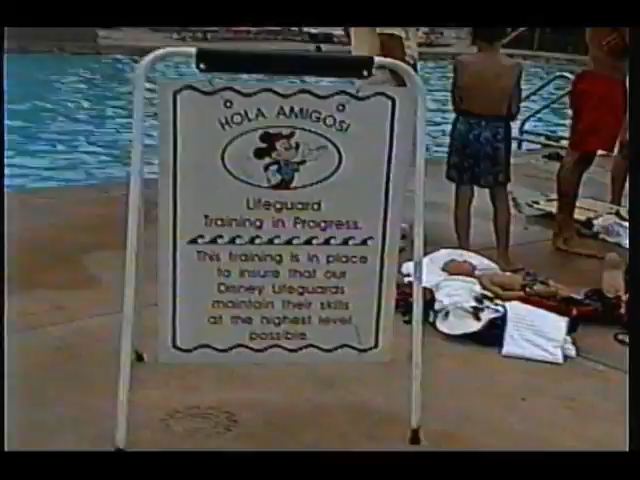 HOLA AMIGOS!
Lifeguard
Training in Progress.
This training is in place
to insure that our
Disney Lifeguards
maintain their skills
at the highest level
possible.